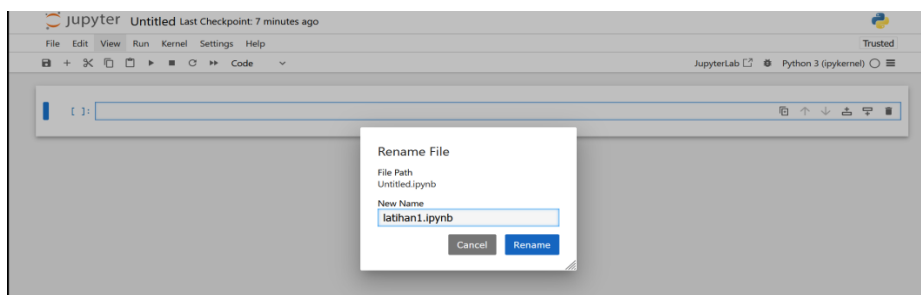 jupyter Untitled Last Checkpoint: 7 minutes ago
File Edit View Run Kernel Settings Help Trusted
Code JupyterLab Python 3 (ipykernel)
[ ]:
Rename File
File Path
Untitled.ipynb
New Name
latihan1.ipynb
Cancel Rename